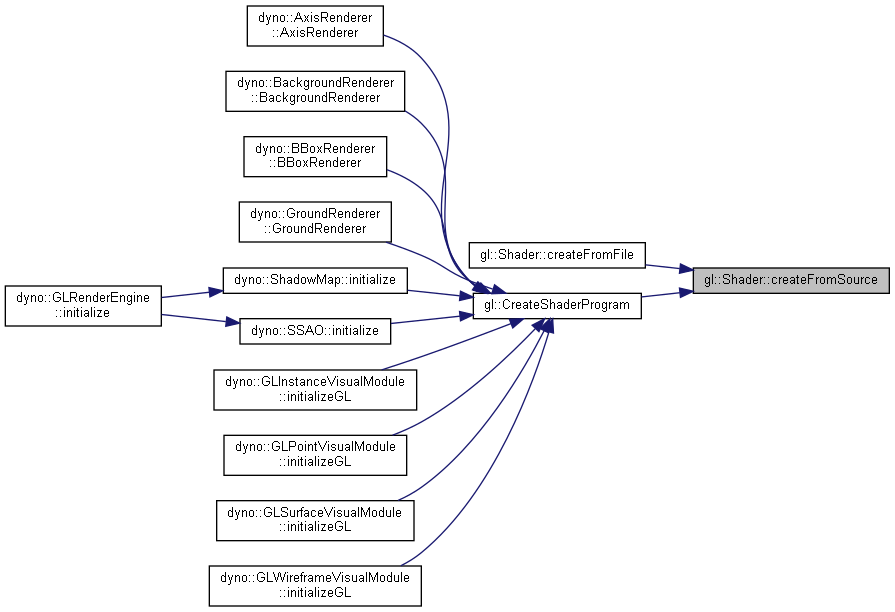 dyno::AxisRenderer
::AxisRenderer
dyno::BackgroundRenderer
::BackgroundRenderer
dyno::BBoxRenderer
::BBoxRenderer
dyno::GroundRenderer
::GroundRenderer
gl::Shader::createFromFile
dyno::ShadowMap::initialize
gl::Shader::createFromSource
dyno::GLRenderEngine
::initialize
gl::CreateShaderProgram
dyno::SSAO::initialize
dyno::GLInstanceVisualModule
::initializeGL
dyno::GLPointVisualModule
::initializeGL
dyno::GLSurfaceVisualModule
::initializeGL
dyno::GLWireframeVisualModule
::initializeGL